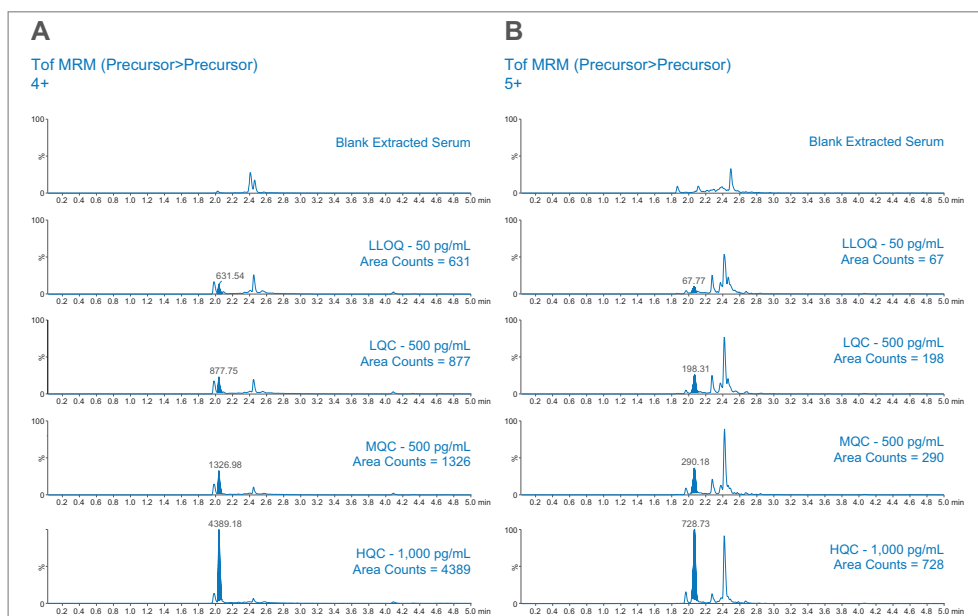 A
Tof MRM (Precursor>Precursor)
4+
100
%
0
Blank Extracted Serum
0.2 0.4 0.6 0.8 1.0 1.2 1.4 1.6 1.8 2.0 2.2 2.4 2.6 2.8 3.0 3.2 3.4 3.6 3.8 4.0 4.2 4.4 4.6 4.8 5.0 min
100
%
0
631.54
LLOQ - 50 pg/mL
Area Counts = 631
0.2 0.4 0.6 0.8 1.0 1.2 1.4 1.6 1.8 2.0 2.2 2.4 2.6 2.8 3.0 3.2 3.4 3.6 3.8 4.0 4.2 4.4 4.6 4.8 5.0 min
100
%
0
877.75
LQC - 500 pg/mL
Area Counts = 877
0.2 0.4 0.6 0.8 1.0 1.2 1.4 1.6 1.8 2.0 2.2 2.4 2.6 2.8 3.0 3.2 3.4 3.6 3.8 4.0 4.2 4.4 4.6 4.8 5.0 min
100
%
0
1326.98
MQC - 500 pg/mL
Area Counts = 1326
0.2 0.4 0.6 0.8 1.0 1.2 1.4 1.6 1.8 2.0 2.2 2.4 2.6 2.8 3.0 3.2 3.4 3.6 3.8 4.0 4.2 4.4 4.6 4.8 5.0 min
100
%
0
4389.18
HQC - 1,000 pg/mL
Area Counts = 4389
0.2 0.4 0.6 0.8 1.0 1.2 1.4 1.6 1.8 2.0 2.2 2.4 2.6 2.8 3.0 3.2 3.4 3.6 3.8 4.0 4.2 4.4 4.6 4.8 5.0 min
B
Tof MRM (Precursor>Precursor)
5+
100
%
0
Blank Extracted Serum
0.2 0.4 0.6 0.8 1.0 1.2 1.4 1.6 1.8 2.0 2.2 2.4 2.6 2.8 3.0 3.2 3.4 3.6 3.8 4.0 4.2 4.4 4.6 4.8 5.0 min
100
%
0
67.77
LLOQ - 50 pg/mL
Area Counts = 67
0.2 0.4 0.6 0.8 1.0 1.2 1.4 1.6 1.8 2.0 2.2 2.4 2.6 2.8 3.0 3.2 3.4 3.6 3.8 4.0 4.2 4.4 4.6 4.8 5.0 min
100
%
0
198.31
LQC - 500 pg/mL
Area Counts = 198
0.2 0.4 0.6 0.8 1.0 1.2 1.4 1.6 1.8 2.0 2.2 2.4 2.6 2.8 3.0 3.2 3.4 3.6 3.8 4.0 4.2 4.4 4.6 4.8 5.0 min
100
%
0
290.18
MQC - 500 pg/mL
Area Counts = 290
0.2 0.4 0.6 0.8 1.0 1.2 1.4 1.6 1.8 2.0 2.2 2.4 2.6 2.8 3.0 3.2 3.4 3.6 3.8 4.0 4.2 4.4 4.6 4.8 5.0 min
100
%
0
728.73
HQC - 1,000 pg/mL
Area Counts = 728
0.2 0.4 0.6 0.8 1.0 1.2 1.4 1.6 1.8 2.0 2.2 2.4 2.6 2.8 3.0 3.2 3.4 3.6 3.8 4.0 4.2 4.4 4.6 4.8 5.0 min